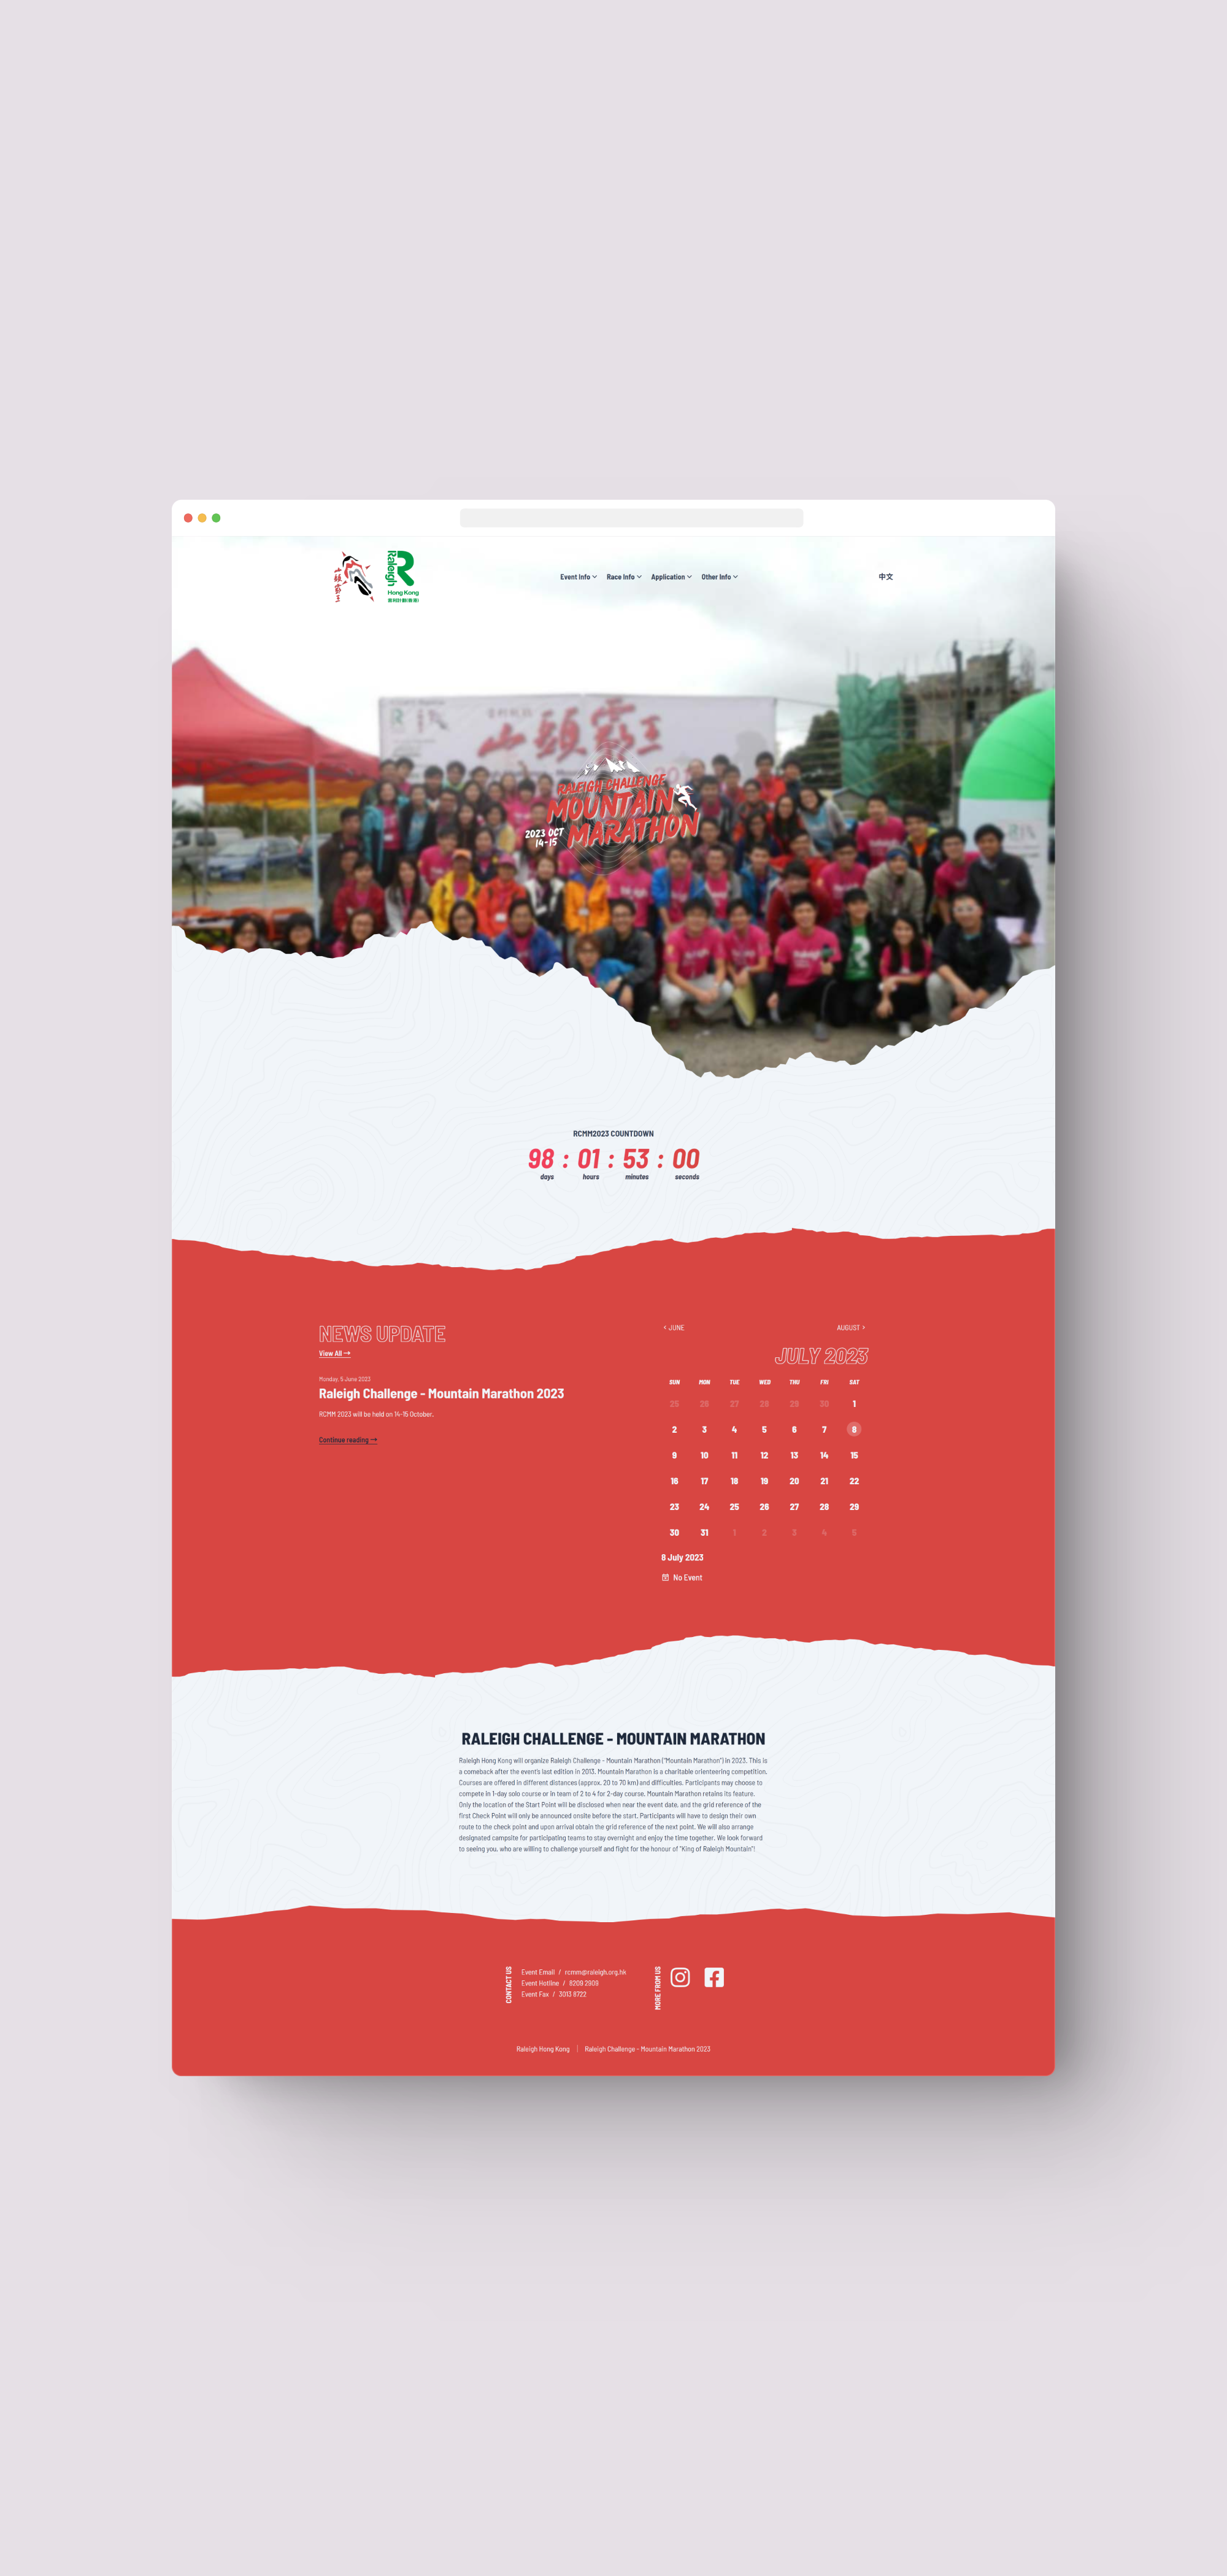 山頭霸王
Raleigh
Hong Kong
Event Info
Race Info
Application
Other Info
中文
山頭霸王
RALEIGH CHALLENGE
MOUNTAIN
MARATHON
2023 OCT
14-15
RCMM2023 COUNTDOWN
98 : 01 : 53 : 00
days hours minutes seconds
NEWS UPDATE
View All →
Monday, 5 June 2023
Raleigh Challenge - Mountain Marathon 2023
RCMM 2023 will be held on 14-15 October.
Continue reading →
‹ JUNE
AUGUST ›
JULY 2023
SUN MON TUE WED THU FRI SAT
25 26 27 28 29 30 1
2 3 4 5 6 7 8
9 10 11 12 13 14 15
16 17 18 19 20 21 22
23 24 25 26 27 28 29
30 31 1 2 3 4 5
8 July 2023
No Event
RALEIGH CHALLENGE - MOUNTAIN MARATHON
Raleigh Hong Kong will organize Raleigh Challenge - Mountain Marathon ("Mountain Marathon") in 2023. This is
a comeback after the event's last edition in 2013. Mountain Marathon is a charitable orienteering competition.
Courses are offered in different distances (approx. 20 to 70 km) and difficulties. Participants may choose to
compete in 1-day solo course or in team of 2 to 4 for 2-day course. Mountain Marathon retains its feature.
Only the location of the Start Point will be disclosed when near the event date, and the grid reference of the
first Check Point will only be announced onsite before the start. Participants will have to design their own
route to the check point and upon arrival obtain the grid reference of the next point. We will also arrange
designated campsite for participating teams to stay overnight and enjoy the time together. We look forward
to seeing you, who are willing to challenge yourself and fight for the honour of "King of Raleigh Mountain"!
CONTACT US
Event Email / rcmm@raleigh.org.hk
Event Hotline / 8209 2909
Event Fax / 3013 8722
MORE FROM US
Raleigh Hong Kong | Raleigh Challenge - Mountain Marathon 2023